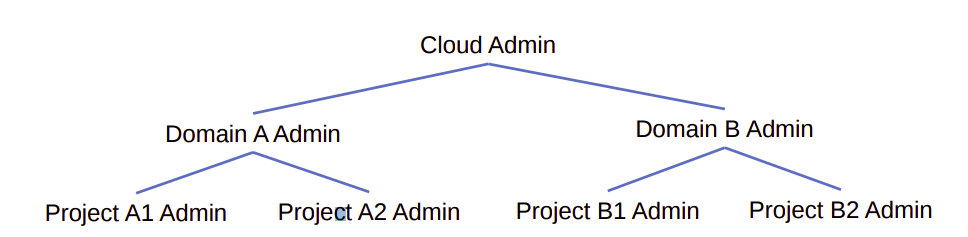 Cloud Admin
Domain A Admin
Domain B Admin
Project A1 Admin
Project A2 Admin
Project B1 Admin
Project B2 Admin